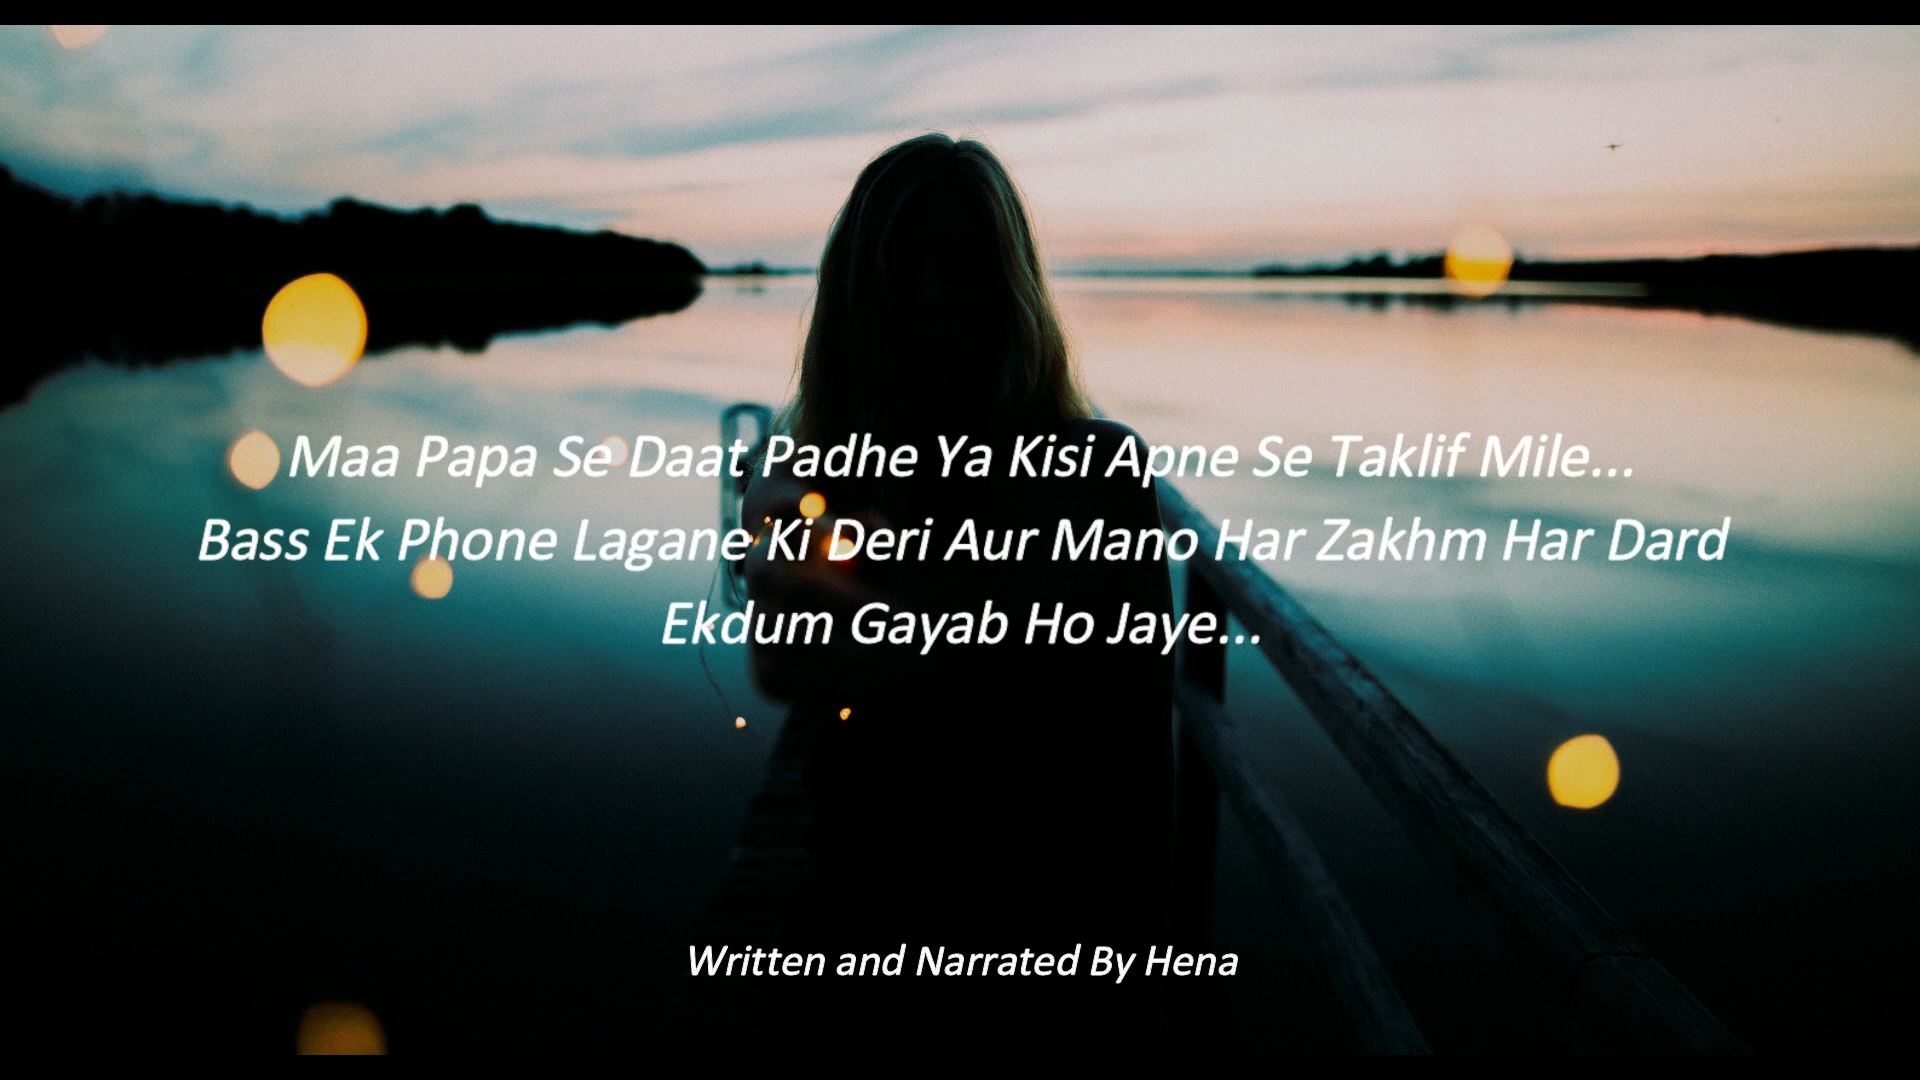 Maa Papa Se Daat Padhe Ya Kisi Apne Se Taklif Mile...
Bass Ek Phone Lagane Ki Deri Aur Mano Har Zakhm Har Dard
Ekdum Gayab Ho Jaye...
Written and Narrated By Hena